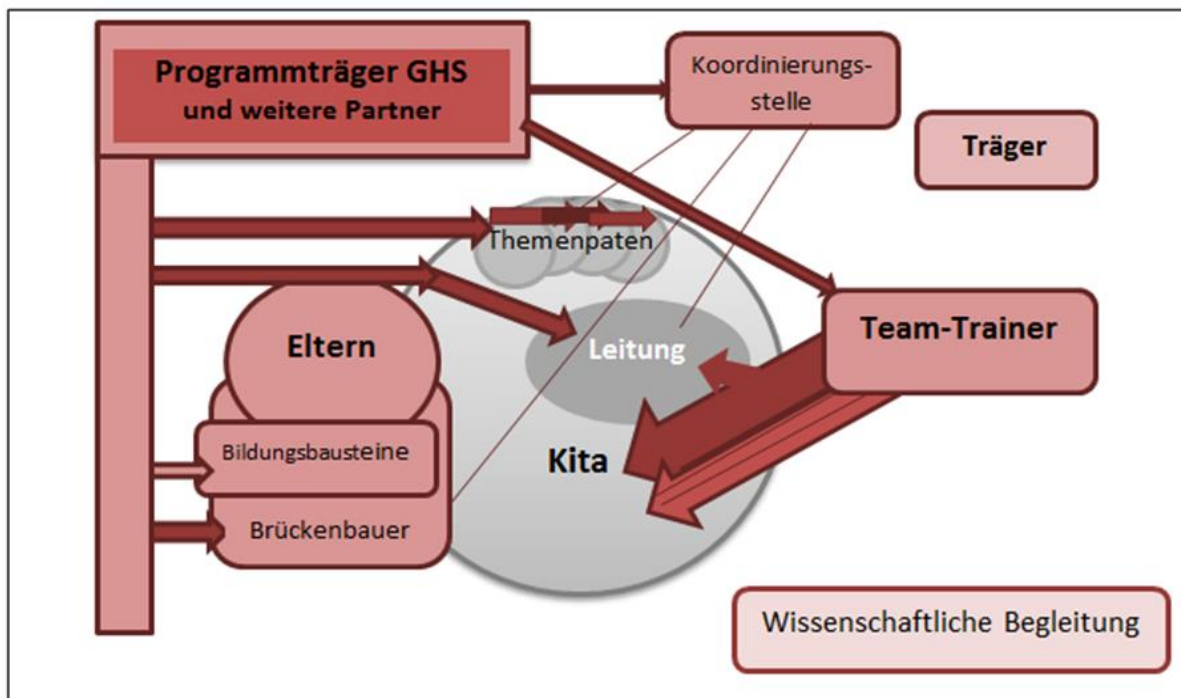 Programmträger GHS
und weitere Partner
Koordinierungs-
stelle
Träger
Themenpaten
Eltern
Leitung
Team-Trainer
Bildungsbausteine
Kita
Brückenbauer
Wissenschaftliche Begleitung